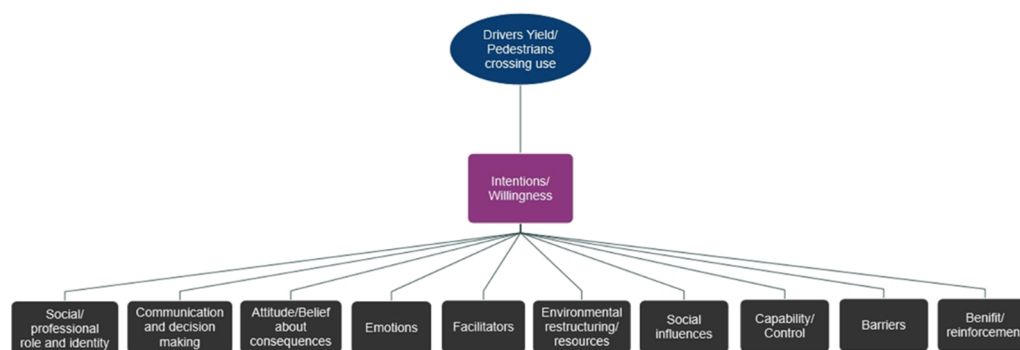 Drivers Yield/
Pedestrians
crossing use
Intentions/
Willingness
Social/
professional
role and identity
Communication
and decision
making
Attitude/Belief
about
consequences
Emotions
Facilitators
Environmental
restructuring/
resources
Social
influences
Capability/
Control
Barriers
Benifit/
reinforcement